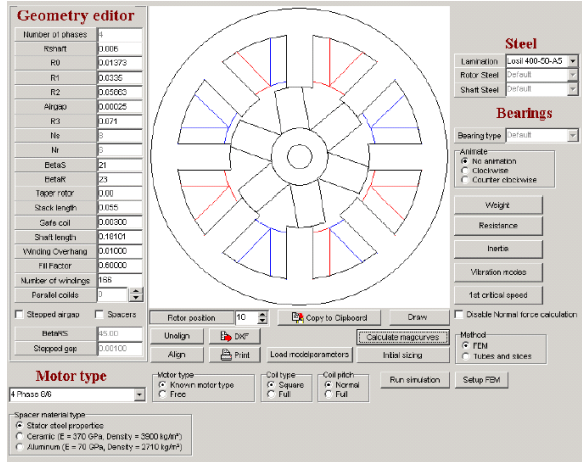 Geometry editor
Number of phases 4
Rshaft 0.006
R0 0.01373
R1 0.0335
R2 0.05863
Airgap 0.00025
R3 0.071
Ns 8
Nr 6
BetaS 21
BetaR 23
Taper rotor 0.00
Stack length 0.055
Safe coil 0.00300
Shaft length 0.18101
Winding Overhang 0.01000
Fill Factor 0.60000
Number of windings 166
Parallel coilds
Stepped airgap Spacers
BetaRS 45.00
Stepped gap 0.00100
Steel
Lamination Losil 400-50-A5
Rotor Steel Default
Shaft Steel Default
Bearings
Bearing type Default
Animate
No animation
Clockwise
Counter clockwise
Weight
Resistance
Inertia
Vibration modes
1st critical speed
Disable Normal force calculation
Method
FEM
Tubes and slices
Rotor position 10 Copy to Clipboard Draw
Unalign DXF Calculate magcurves
Align Print Load modelparameters Initial sizing
Motor type
4 Phase 8/6
Motor type
Known motor type
Free
Coil type
Square
Full
Coil pitch
Normal
Full
Run simulation Setup FEM
Spacer material type
Stator steel properties
Ceramic (E = 370 GPa, Density = 3900 kg/m³)
Aluminum (E = 70 GPa, Density = 2710 kg/m³)